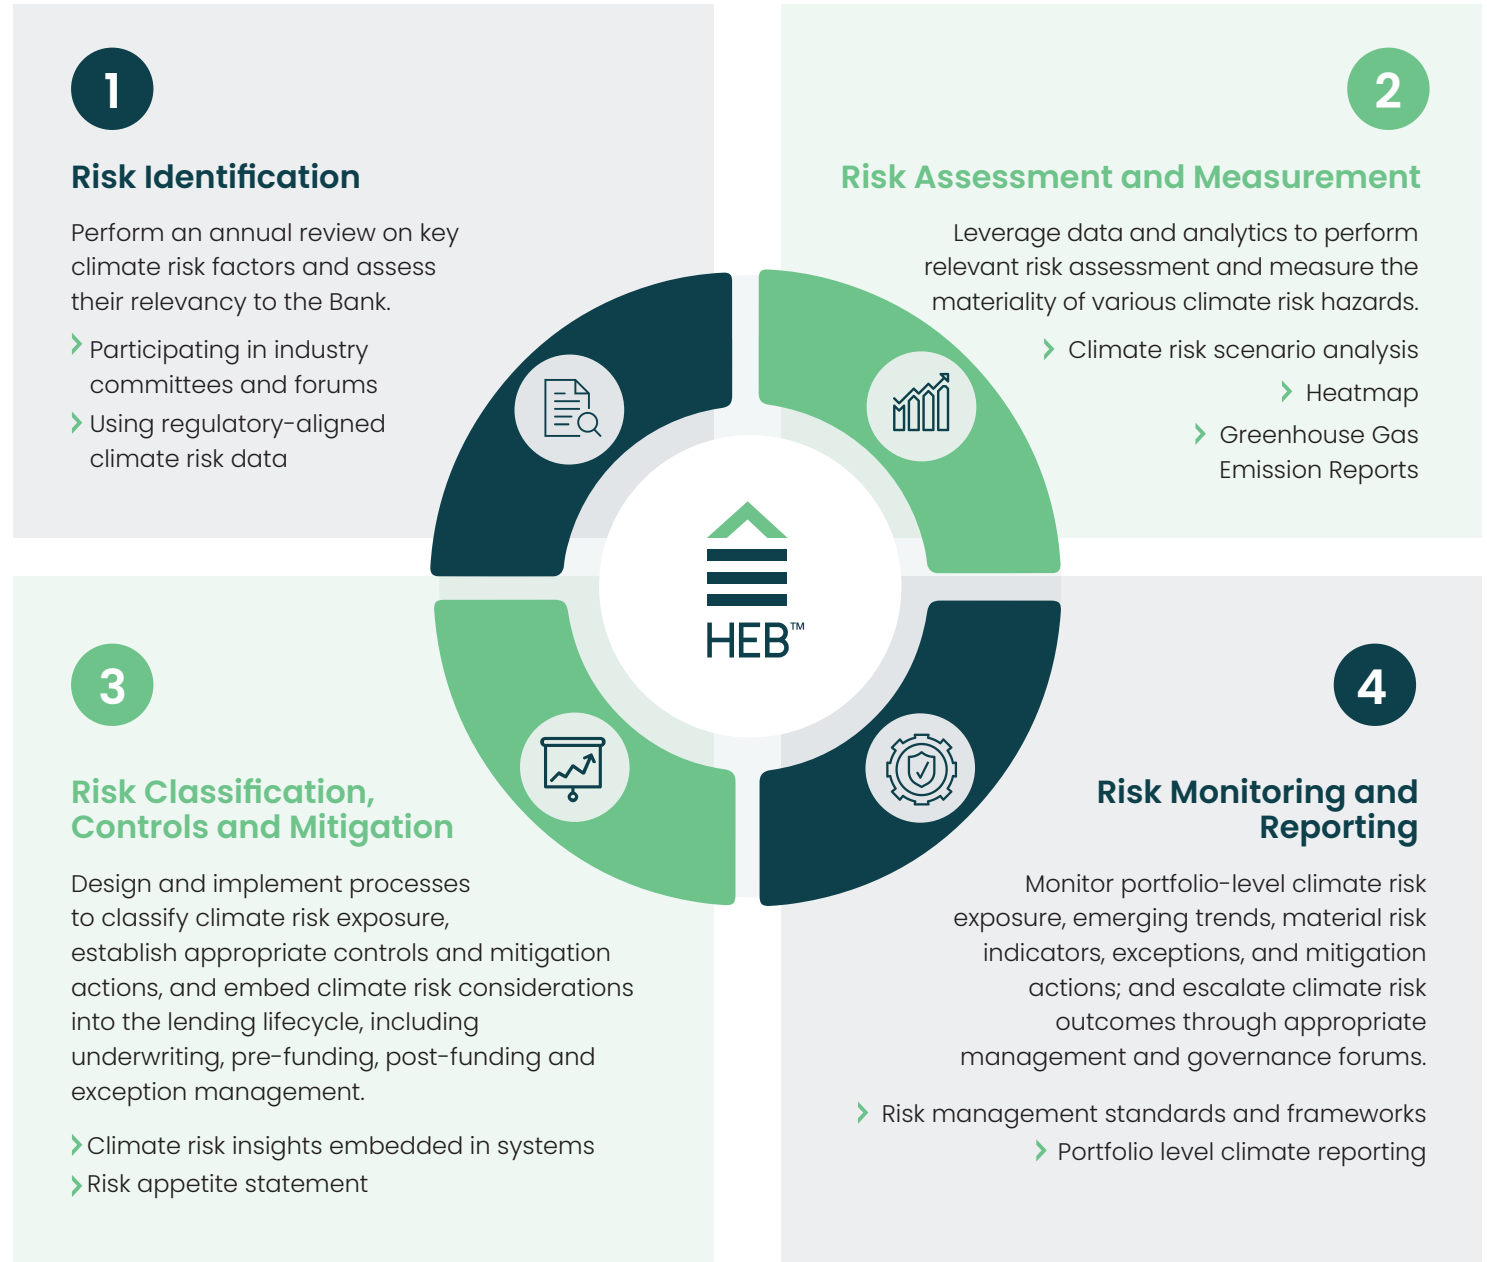 1
Risk Identification
Perform an annual review on key
climate risk factors and assess
their relevancy to the Bank.
Participating in industry
committees and forums
Using regulatory-aligned
climate risk data
2
Risk Assessment and Measurement
Leverage data and analytics to perform
relevant risk assessment and measure the
materiality of various climate risk hazards.
Climate risk scenario analysis
Heatmap
Greenhouse Gas
Emission Reports
HEB™
3
Risk Classification,
Controls and Mitigation
Design and implement processes
to classify climate risk exposure,
establish appropriate controls and mitigation
actions, and embed climate risk considerations
into the lending lifecycle, including
underwriting, pre-funding, post-funding and
exception management.
Climate risk insights embedded in systems
Risk appetite statement
4
Risk Monitoring and
Reporting
Monitor portfolio-level climate risk
exposure, emerging trends, material risk
indicators, exceptions, and mitigation
actions; and escalate climate risk
outcomes through appropriate
management and governance forums.
Risk management standards and frameworks
Portfolio level climate reporting